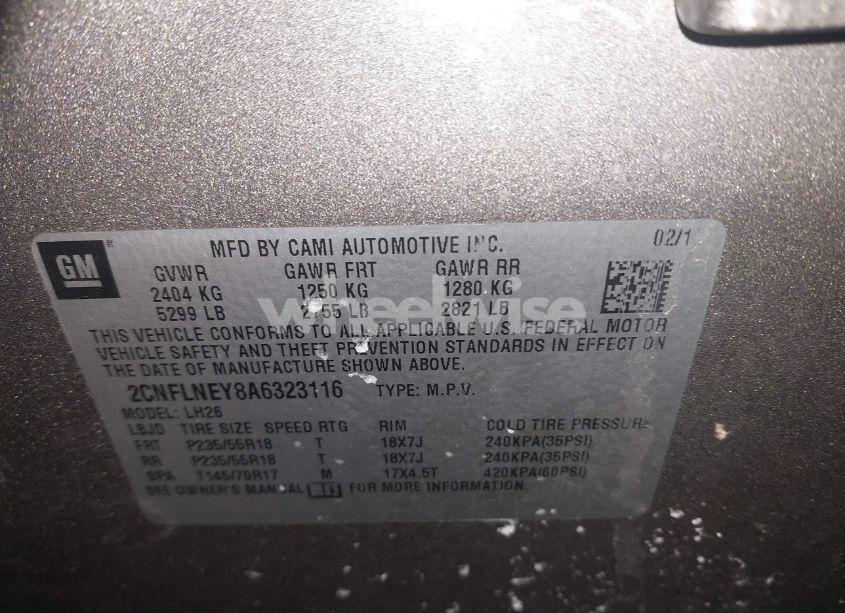 GM ®
MFD BY CAMI AUTOMOTIVE INC.
02/1
GVWR GAWR FRT GAWR RR
2404 KG 1250 KG 1280 KG
5299 LB 2755 LB 2821 LB
THIS VEHICLE CONFORMS TO ALL APPLICABLE U.S. FEDERAL MOTOR
VEHICLE SAFETY AND THEFT PREVENTION STANDARDS IN EFFECT ON
THE DATE OF MANUFACTURE SHOWN ABOVE.
2CNFLNEY8A6323116 TYPE: M.P.V.
MODEL: LH26
LBJD TIRE SIZE SPEED RTG RIM COLD TIRE PRESSURE
FRT P235/55R18 T 18X7J 240KPA(35PSI)
RR P235/55R18 T 18X7J 240KPA(35PSI)
SPA T145/70R17 M 17X4.5T 420KPA(60PSI)
SEE OWNER'S MANUAL FOR MORE INFORMATION.